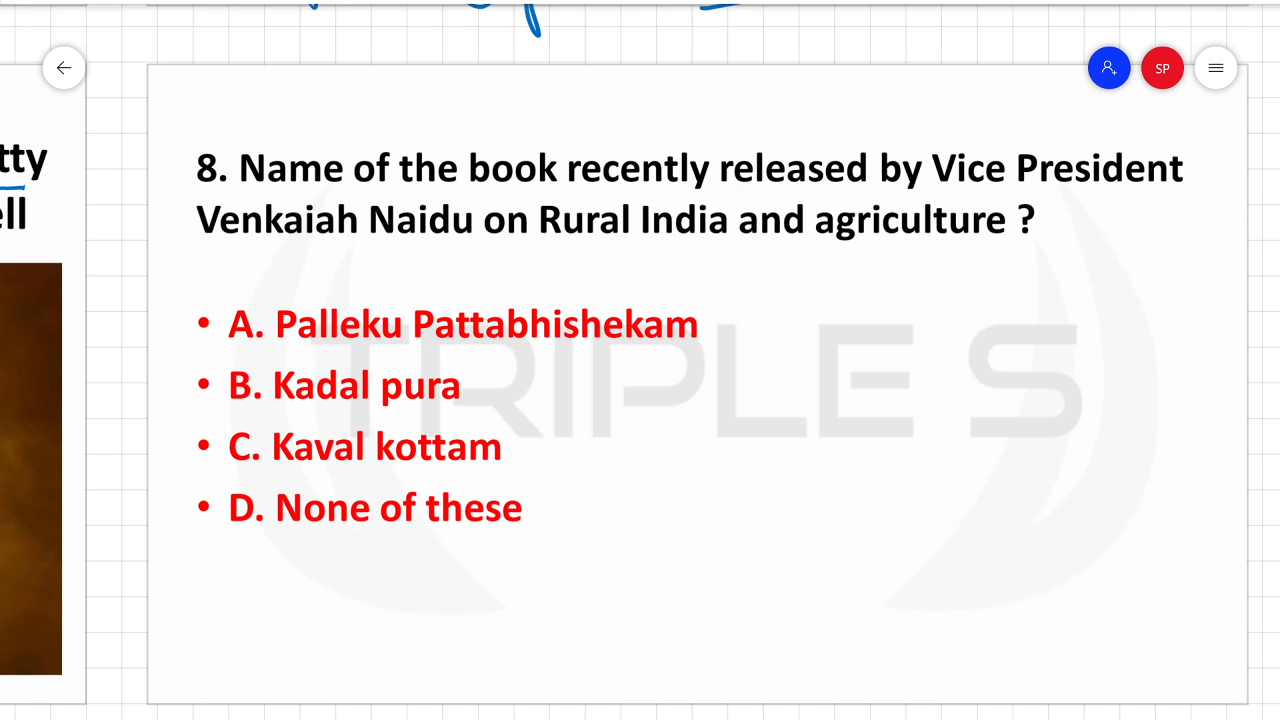 tty
ell
SP
8. Name of the book recently released by Vice President
Venkaiah Naidu on Rural India and agriculture ?
• A. Palleku Pattabhishekam
• B. Kadal pura
• C. Kaval kottam
• D. None of these
TRIPLE S